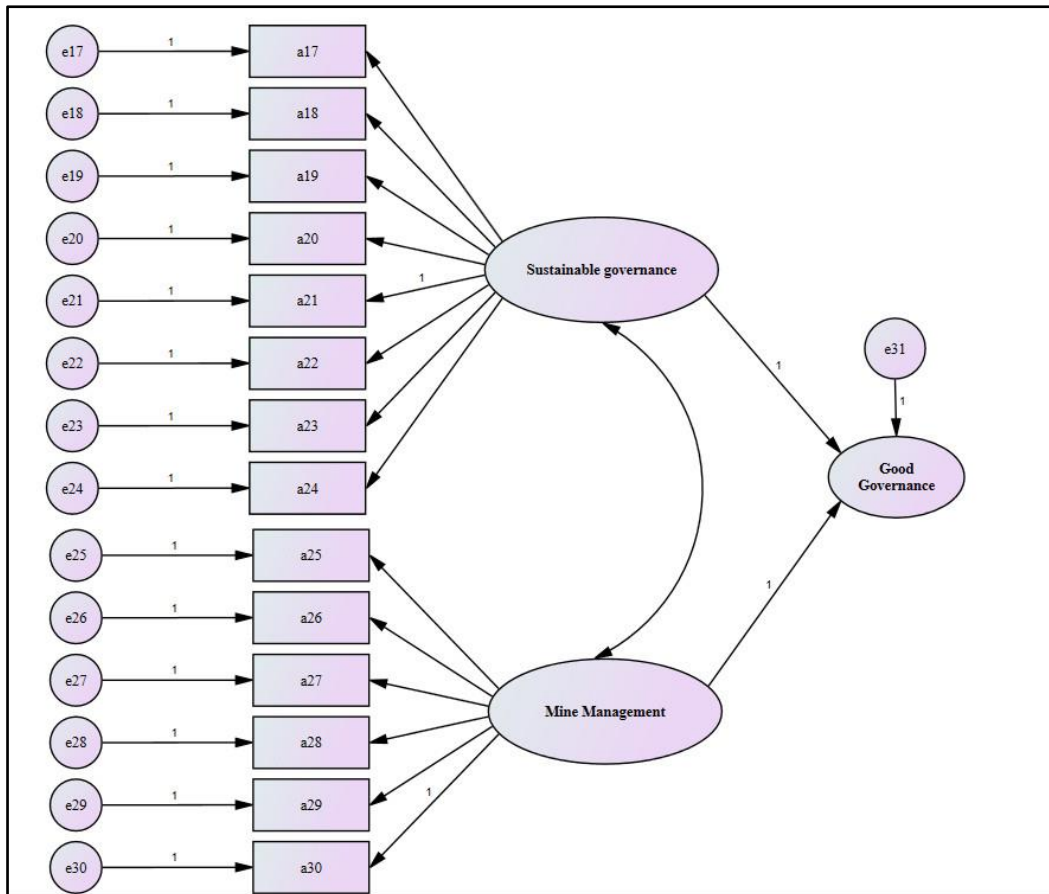 e17 1 a17
e18 1 a18
e19 1 a19
e20 1 a20
e21 1 a21 1
e22 1 a22
e23 1 a23
e24 1 a24
Sustainable governance
1
e31
1
Good
Governance
1
e25 1 a25
e26 1 a26
e27 1 a27
e28 1 a28
e29 1 a29
e30 1 a30
1
Mine Management